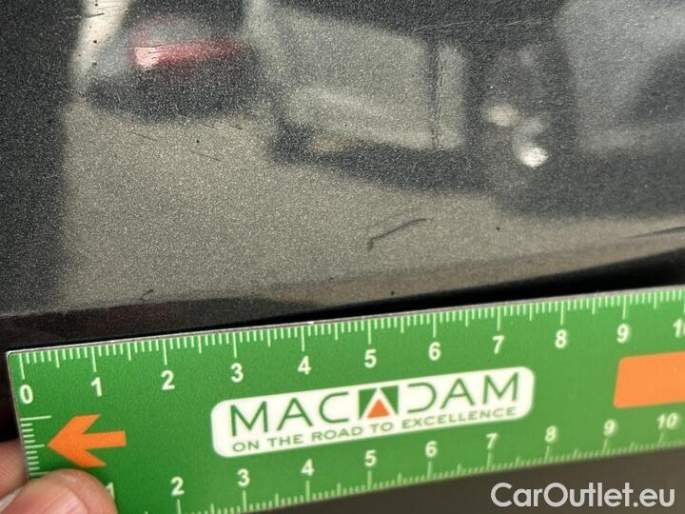 0 1 2 3 4 5 6 7 8 9 10
MACADAM
ON THE ROAD TO EXCELLENCE
1 2 3 4 5 6 7 8 9 10
CarOutlet.eu